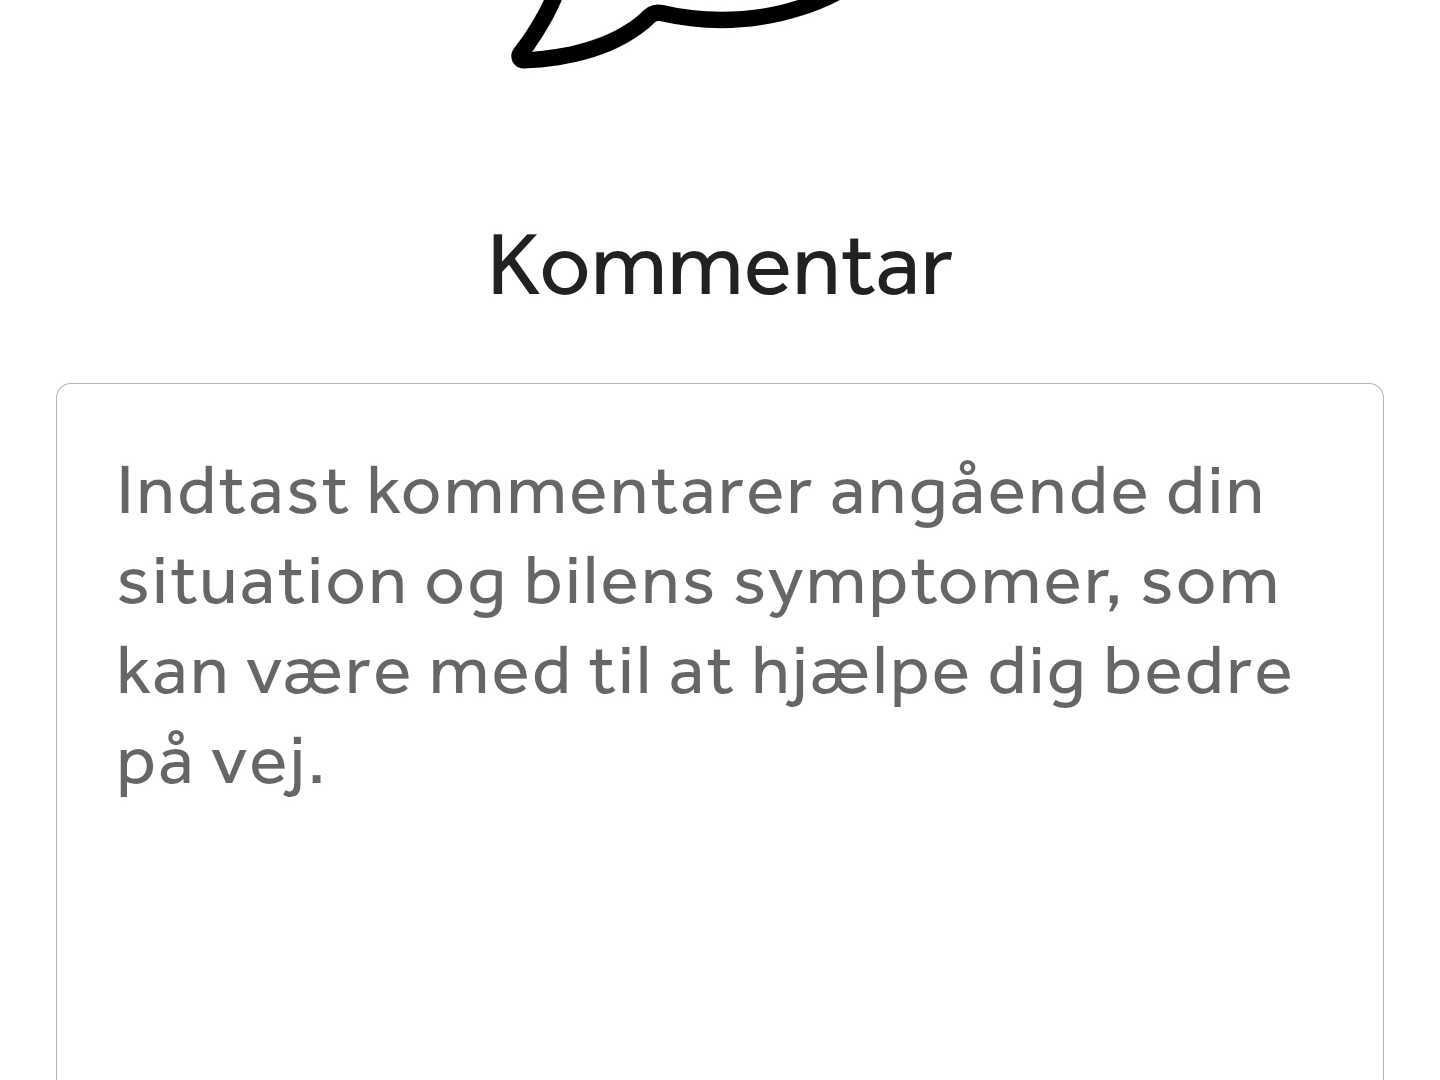 Kommentar
Indtast kommentarer angående din
situation og bilens symptomer, som
kan være med til at hjælpe dig bedre
på vej.